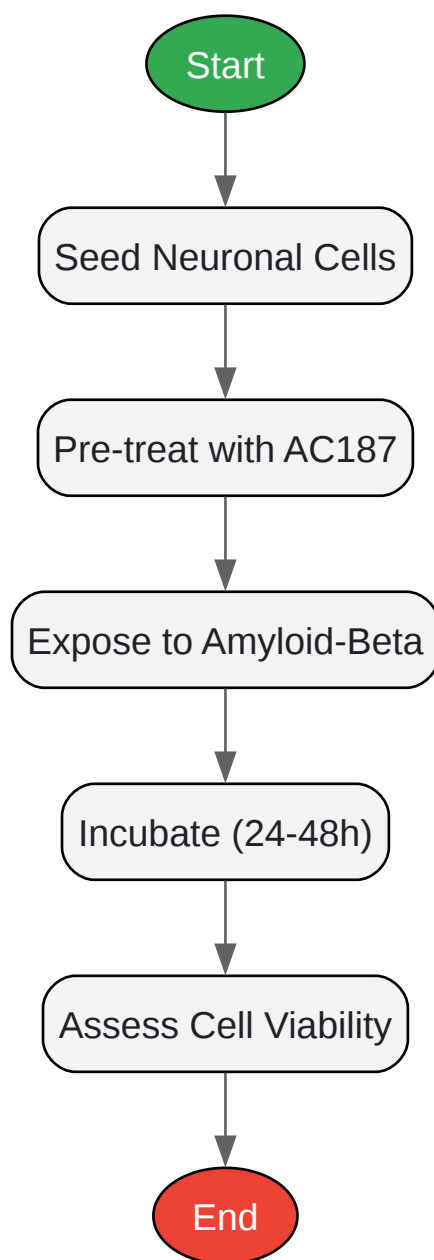 Start
Seed Neuronal Cells
Pre-treat with AC187
Expose to Amyloid-Beta
Incubate (24-48h)
Assess Cell Viability
End